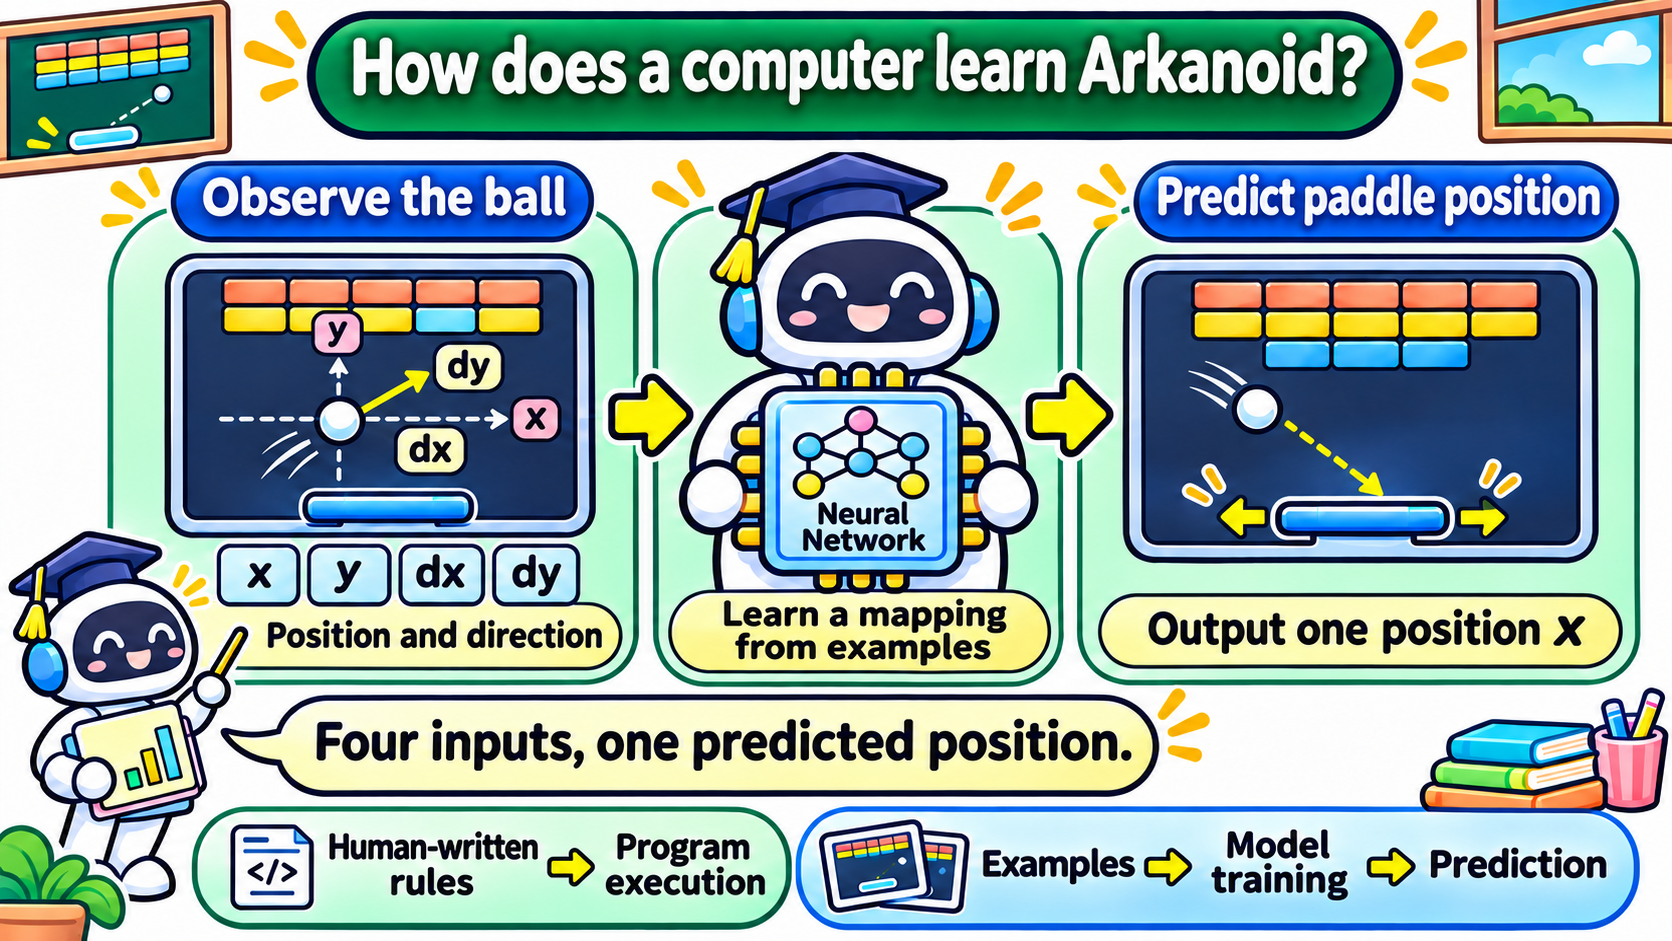 How does a computer learn Arkanoid?
Observe the ball
y
dy
x
dx
x y dx dy
Position and direction
Neural
Network
Learn a mapping
from examples
Predict paddle position
Output one position x
Four inputs, one predicted position.
</>
Human-written
rules
Program
execution
Examples
Model
training
Prediction